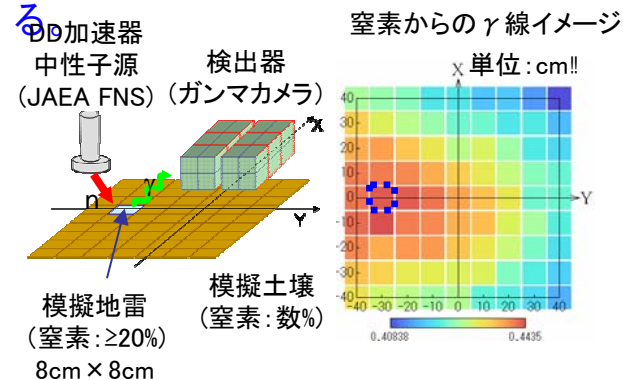 る。
DD加速器
中性子源
(JAEA FNS)
検出器
(ガンマカメラ)
X
γ
n
Y
模擬地雷
(窒素:≥20%)
8cm×8cm
模擬土壌
(窒素:数%)
窒素からのγ線イメージ
X 単位:cm!!
40
30
20
10
0
-10
-20
-30
-40
Y
-40 -30 -20 -10 0 10 20 30 40
0.40838
0.4435